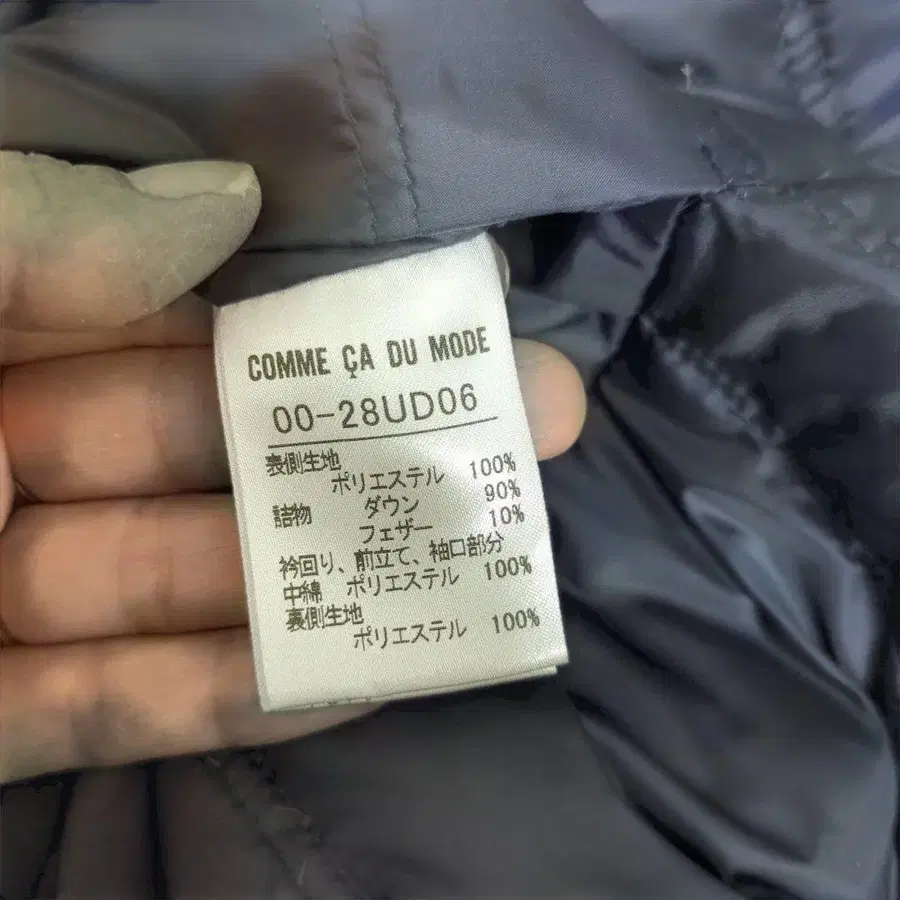 COMME ÇA DU MODE
00-28UD06
表側生地
ポリエステル 100%
詰物 ダウン 90%
フェザー 10%
衿回り、前立て、袖口部分
中綿 ポリエステル 100%
裏側生地
ポリエステル 100%